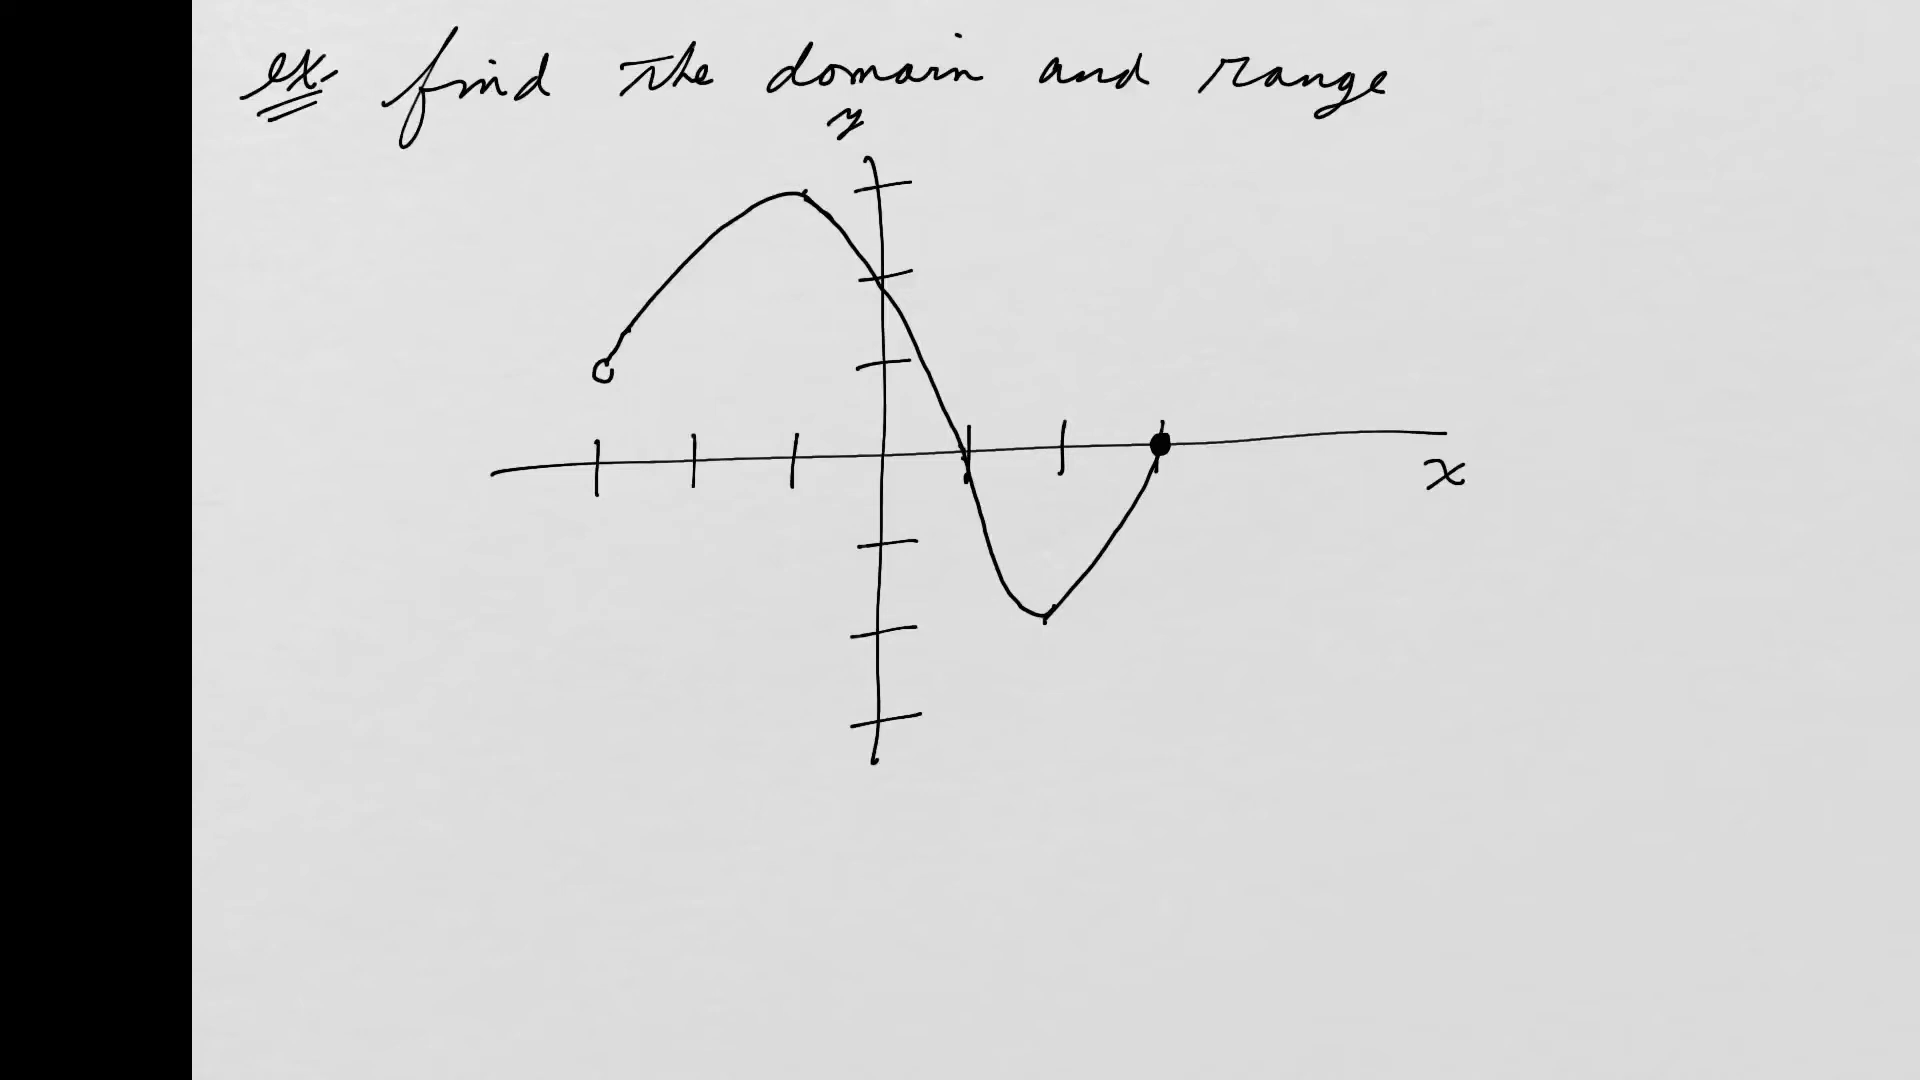 ex find the domain and range
y
x